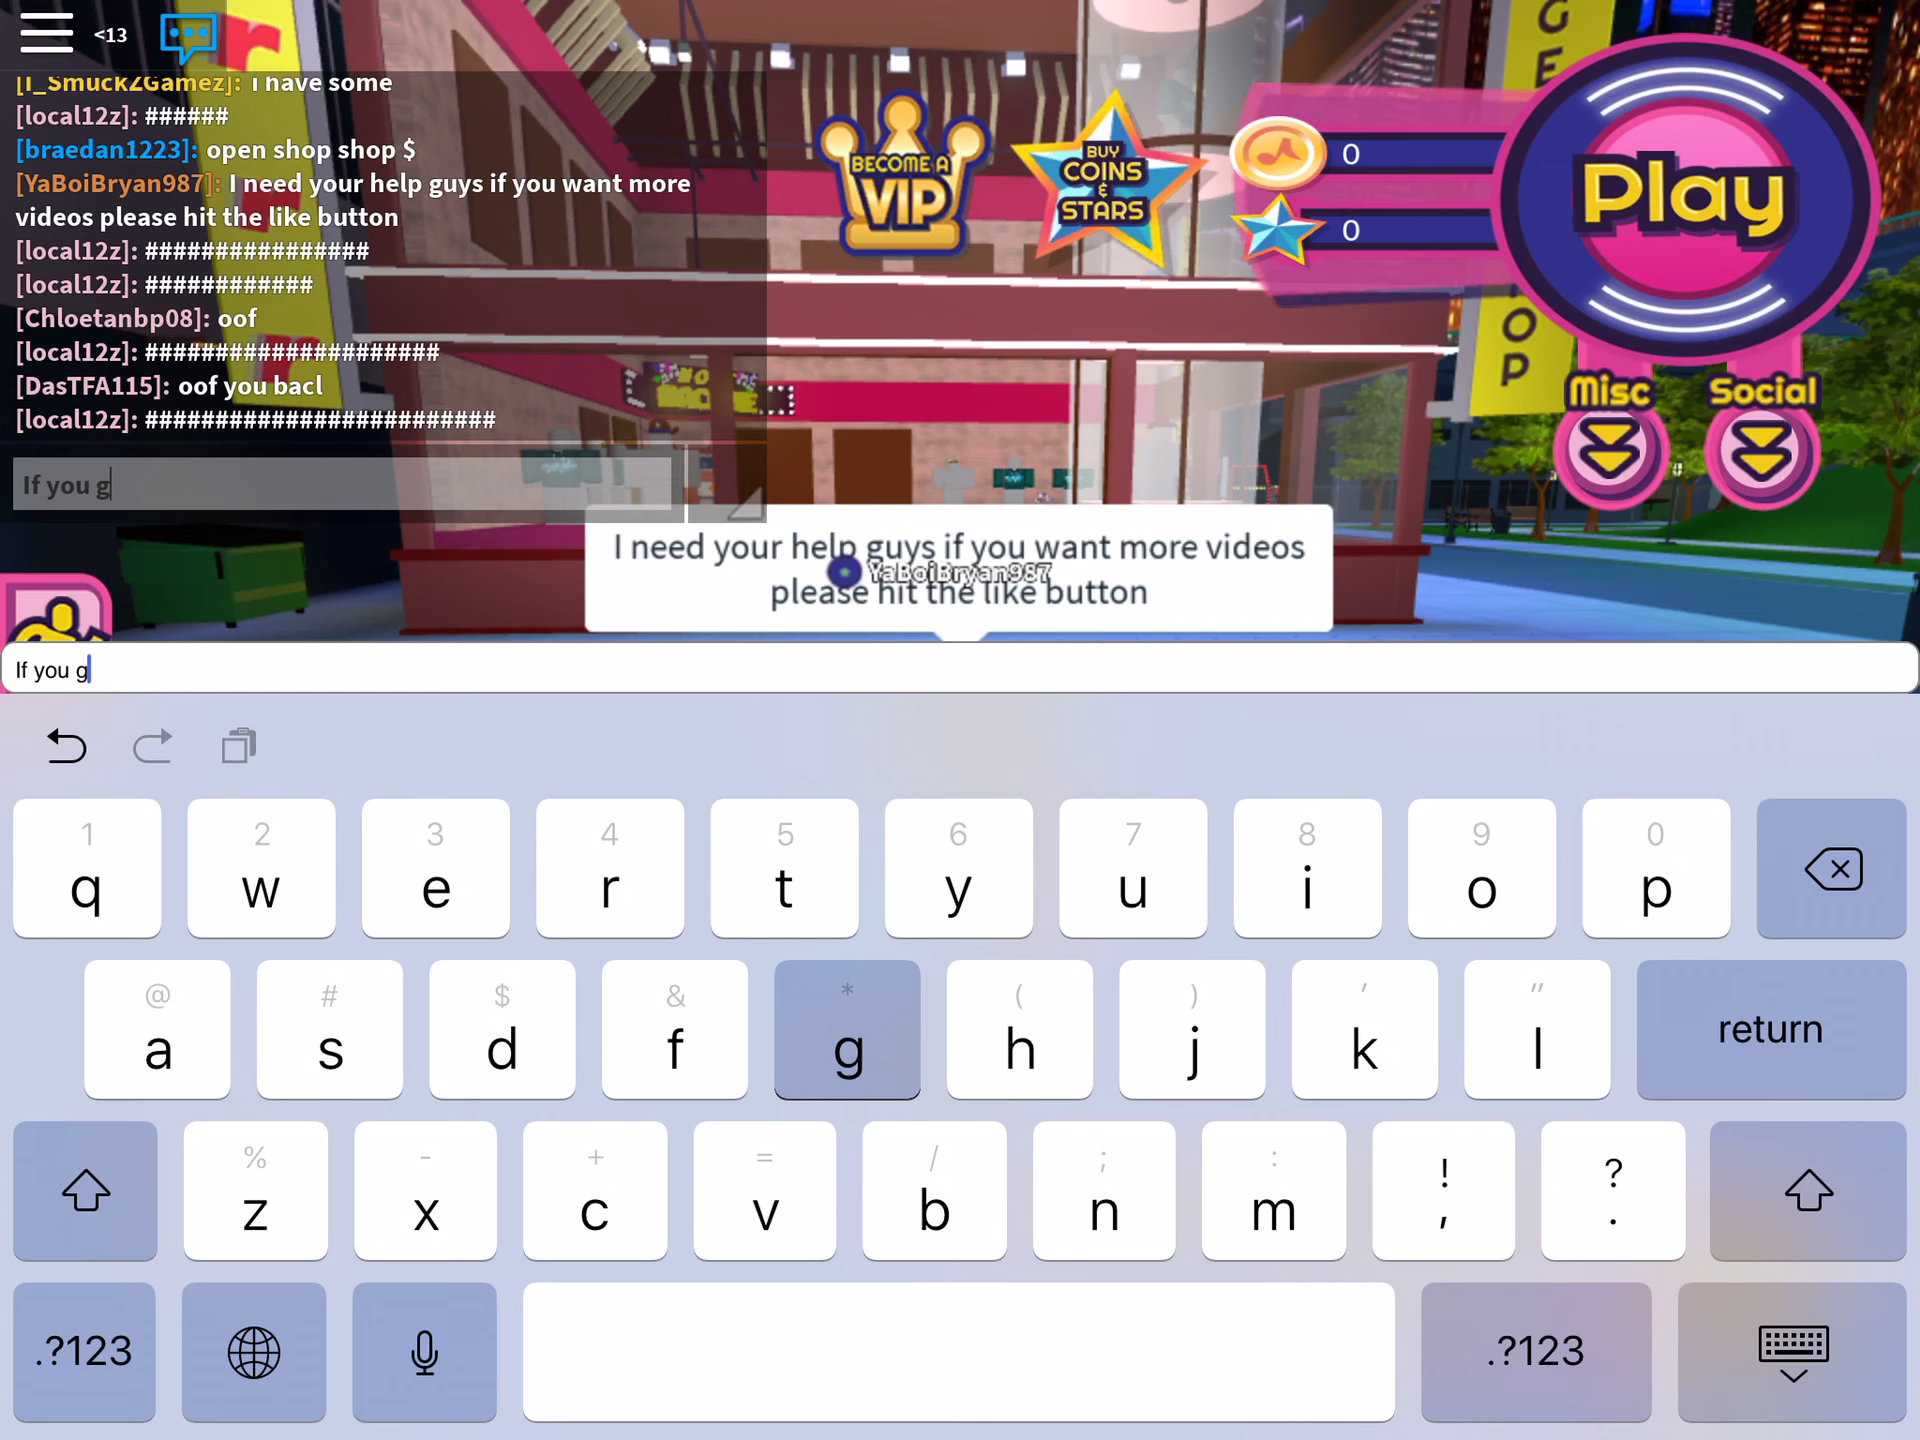 <13
[I_SmuckZGamez]: I have some
[local12z]: ######
[braedan1223]: open shop shop $
[YaBoiBryan987]: I need your help guys if you want more
videos please hit the like button
[local12z]: ################
[local12z]: ############
[Chloetanbp08]: oof
[local12z]: #####################
[DasTFA115]: oof you bacl
[local12z]: #########################
If you g
BECOME A
VIP
BUY
COINS
&
STARS
0
0
Play
Misc
Social
G
E
O
P
I need your help guys if you want more videos
YaBoiBryan987
please hit the like button
If you g
1 2 3 4 5 6 7 8 9 0
q w e r t y u i o p
@ # $ & * ( ) ' "
a s d f g h j k l return
% - + = / ; : ! ?
z x c v b n m , .
.?123 .?123